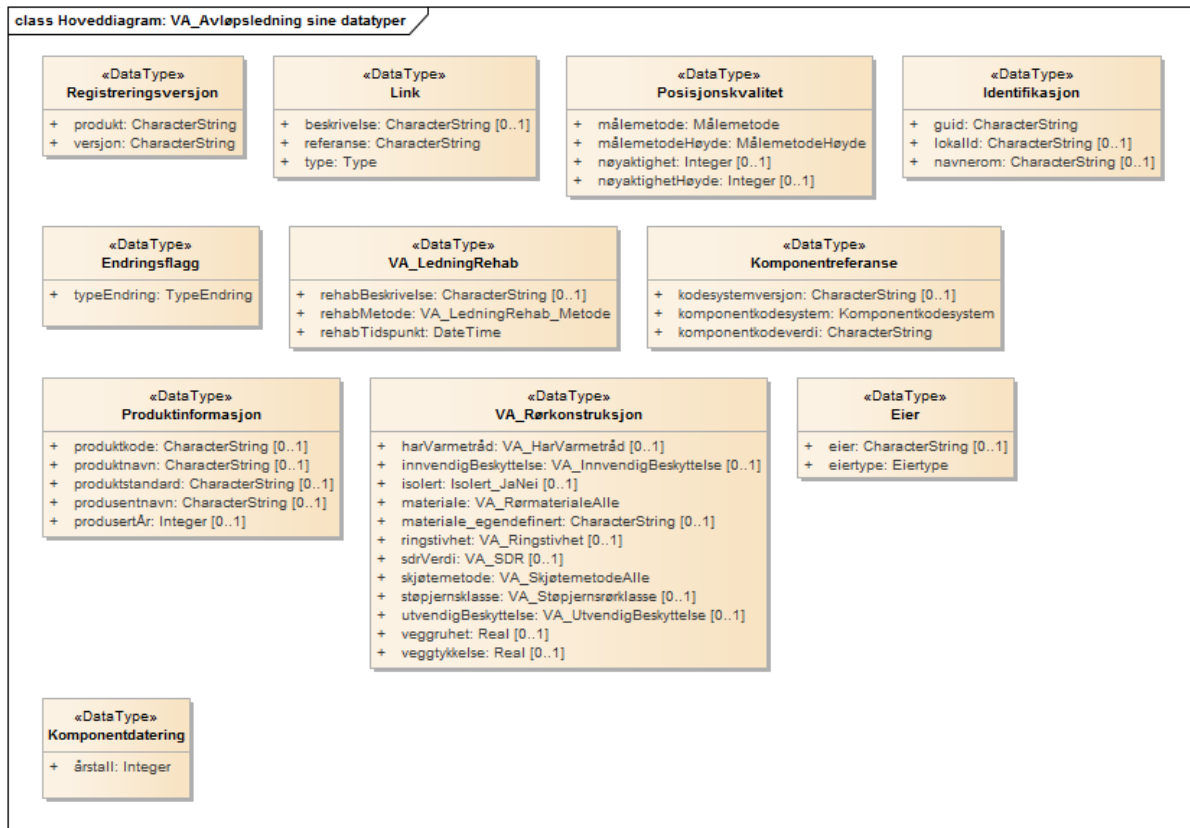 class Hoveddiagram: VA_Avløpsledning sine datatyper
«DataType»
Registreringsversjon
+ produkt: CharacterString
+ versjon: CharacterString
«DataType»
Link
+ beskrivelse: CharacterString [0..1]
+ referanse: CharacterString
+ type: Type
«DataType»
Posisjonskvalitet
+ målemetode: Målemetode
+ målemetodeHøyde: MålemetodeHøyde
+ nøyaktighet: Integer [0..1]
+ nøyaktighetHøyde: Integer [0..1]
«DataType»
Identifikasjon
+ guid: CharacterString
+ lokalId: CharacterString [0..1]
+ navnerom: CharacterString [0..1]
«DataType»
Endringsflagg
+ typeEndring: TypeEndring
«DataType»
VA_LedningRehab
+ rehabBeskrivelse: CharacterString [0..1]
+ rehabMetode: VA_LedningRehab_Metode
+ rehabTidspunkt: DateTime
«DataType»
Komponentreferanse
+ kodesystemversjon: CharacterString [0..1]
+ komponentkodesystem: Komponentkodesystem
+ komponentkodeverdi: CharacterString
«DataType»
Produktinformasjon
+ produktkode: CharacterString [0..1]
+ produktnavn: CharacterString [0..1]
+ produktstandard: CharacterString [0..1]
+ produsentnavn: CharacterString [0..1]
+ produsertÅr: Integer [0..1]
«DataType»
VA_Rørkonstruksjon
+ harVarmetråd: VA_HarVarmetråd [0..1]
+ innvendigBeskyttelse: VA_InnvendigBeskyttelse [0..1]
+ isolert: Isolert_JaNei [0..1]
+ materiale: VA_RørmaterialeAlle
+ materiale_egendefinert: CharacterString [0..1]
+ ringstivhet: VA_Ringstivhet [0..1]
+ sdrVerdi: VA_SDR [0..1]
+ skjøtemetode: VA_SkjøtemetodeAlle
+ støpjernsklasse: VA_Støpjernsrørklasse [0..1]
+ utvendigBeskyttelse: VA_UtvendigBeskyttelse [0..1]
+ veggruhet: Real [0..1]
+ veggtykkelse: Real [0..1]
«DataType»
Eier
+ eier: CharacterString [0..1]
+ eiertype: Eiertype
«DataType»
Komponentdatering
+ årstall: Integer